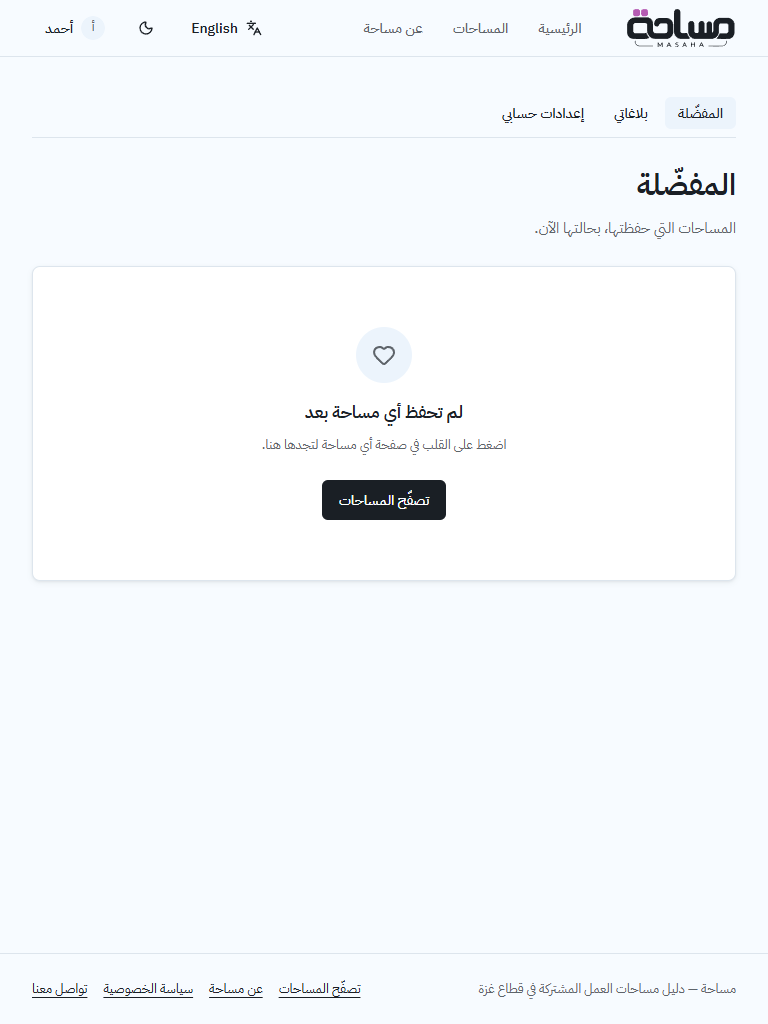 مساحة
MASAHA
الرئيسية المساحات عن مساحة English أ أحمد
المفضّلة بلاغاتي إعدادات حسابي
المفضّلة
المساحات التي حفظتها، بحالتها الآن.
لم تحفظ أي مساحة بعد
اضغط على القلب في صفحة أي مساحة لتجدها هنا.
تصفّح المساحات
مساحة — دليل مساحات العمل المشتركة في قطاع غزة تصفّح المساحات عن مساحة سياسة الخصوصية تواصل معنا